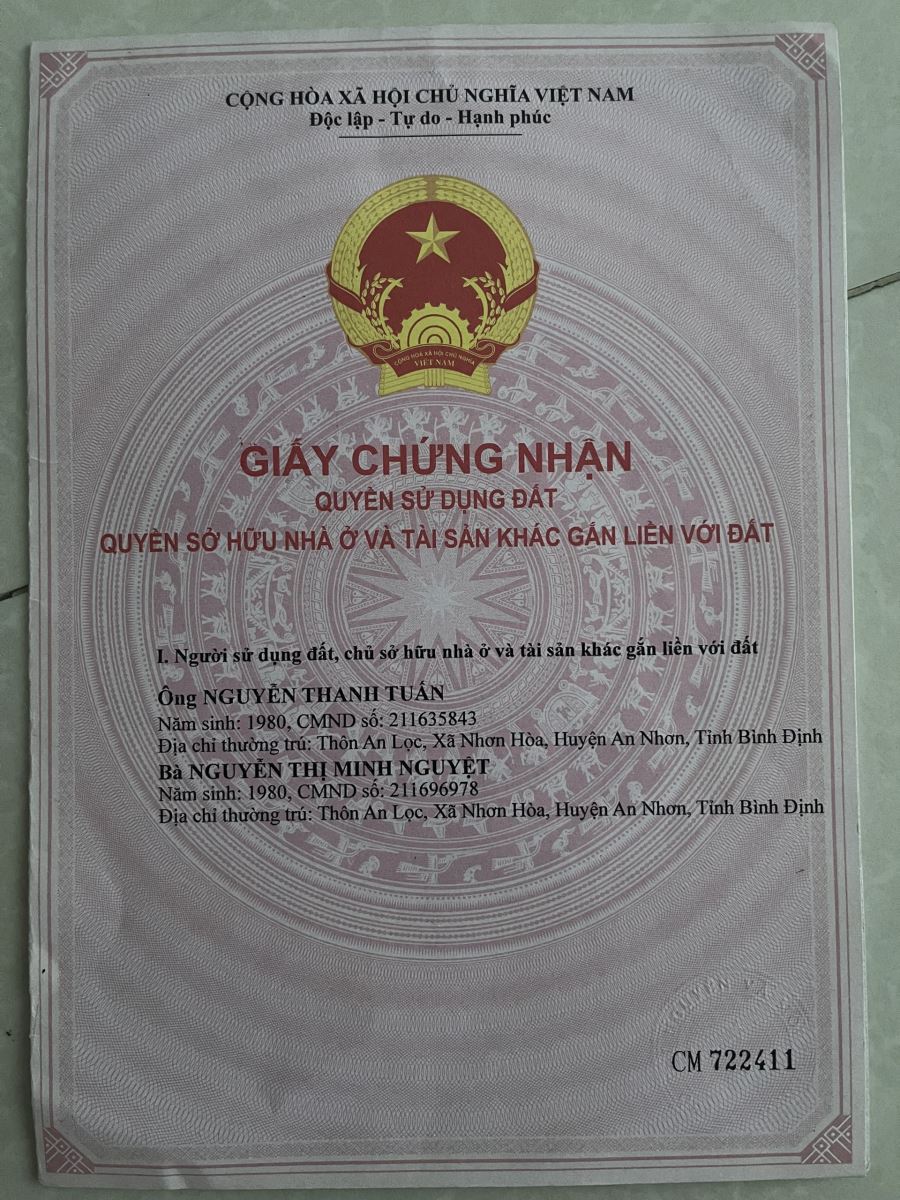 CỘNG HÒA XÃ HỘI CHỦ NGHĨA VIỆT NAM
Độc lập - Tự do - Hạnh phúc
CỘNG HÒA XÃ HỘI CHỦ NGHĨA
VIỆT NAM
GIẤY CHỨNG NHẬN
QUYỀN SỬ DỤNG ĐẤT
QUYỀN SỞ HỮU NHÀ Ở VÀ TÀI SẢN KHÁC GẮN LIỀN VỚI ĐẤT
I. Người sử dụng đất, chủ sở hữu nhà ở và tài sản khác gắn liền với đất
Ông NGUYỄN THANH TUẤN
Năm sinh: 1980, CMND số: 211635843
Địa chỉ thường trú: Thôn An Lọc, Xã Nhơn Hòa, Huyện An Nhơn, Tỉnh Bình Định
Bà NGUYỄN THỊ MINH NGUYỆT
Năm sinh: 1980, CMND số: 211696978
Địa chỉ thường trú: Thôn An Lọc, Xã Nhơn Hòa, Huyện An Nhơn, Tỉnh Bình Định
CM 722411